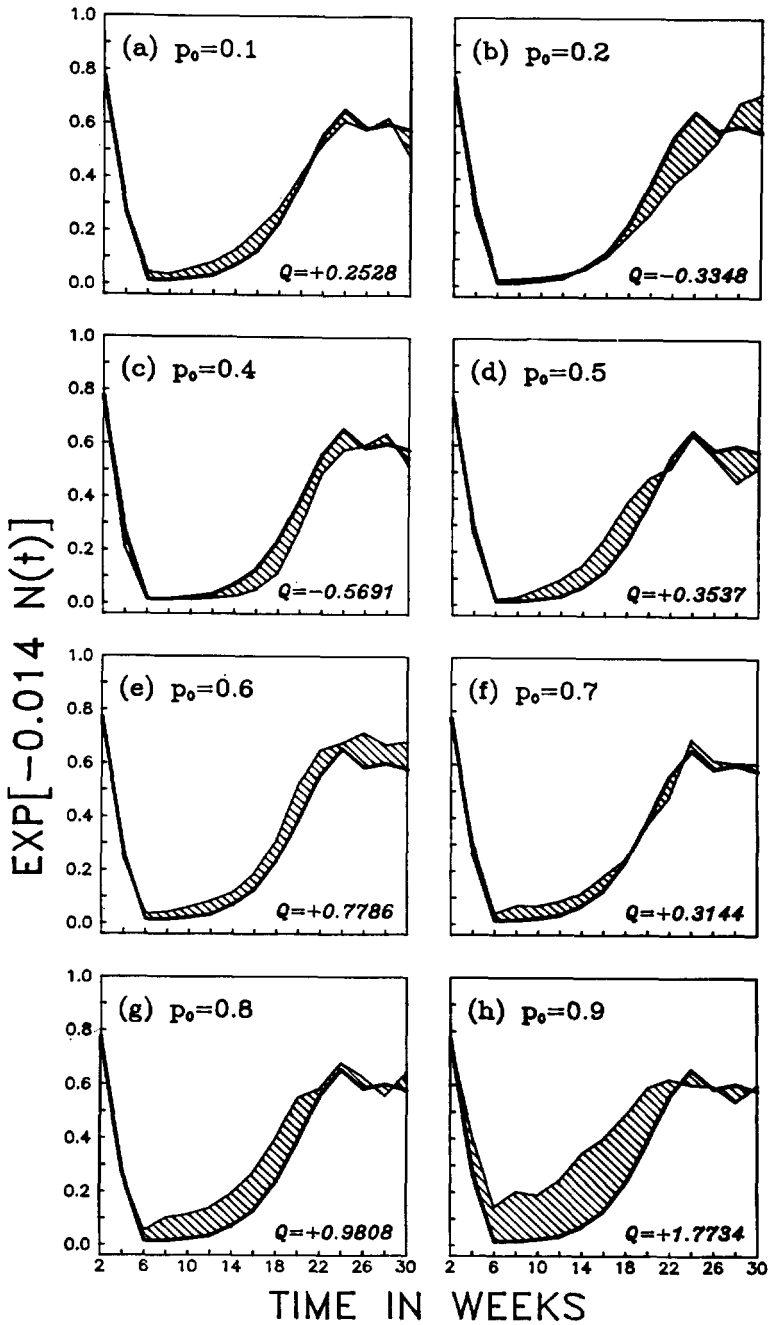 EXP[-0.014 N(t)]
(a) p₀=0.1
1.0
0.8
0.6
0.4
0.2
0.0
Q=+0.2528
(b) p₀=0.2
Q=-0.3348
(c) p₀=0.4
1.0
0.8
0.6
0.4
0.2
0.0
Q=-0.5691
(d) p₀=0.5
Q=+0.3537
(e) p₀=0.6
1.0
0.8
0.6
0.4
0.2
0.0
Q=+0.7786
(f) p₀=0.7
Q=+0.3144
(g) p₀=0.8
1.0
0.8
0.6
0.4
0.2
0.0
Q=+0.9808
2 6 10 14 18 22 26 30
(h) p₀=0.9
Q=+1.7734
2 6 10 14 18 22 26 30
TIME IN WEEKS